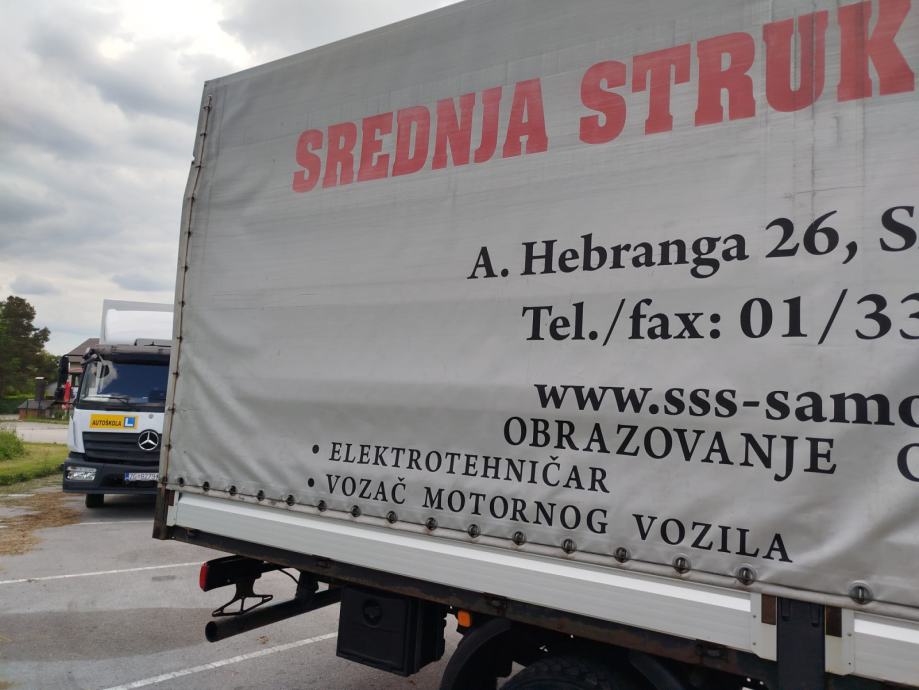 SREDNJA STRUK
A. Hebranga 26, S
Tel./fax: 01/33
www.sss-samo
OBRAZOVANJE O
• ELEKTROTEHNIČAR
• VOZAČ MOTORNOG VOZILA
AUTOŠKOLA L